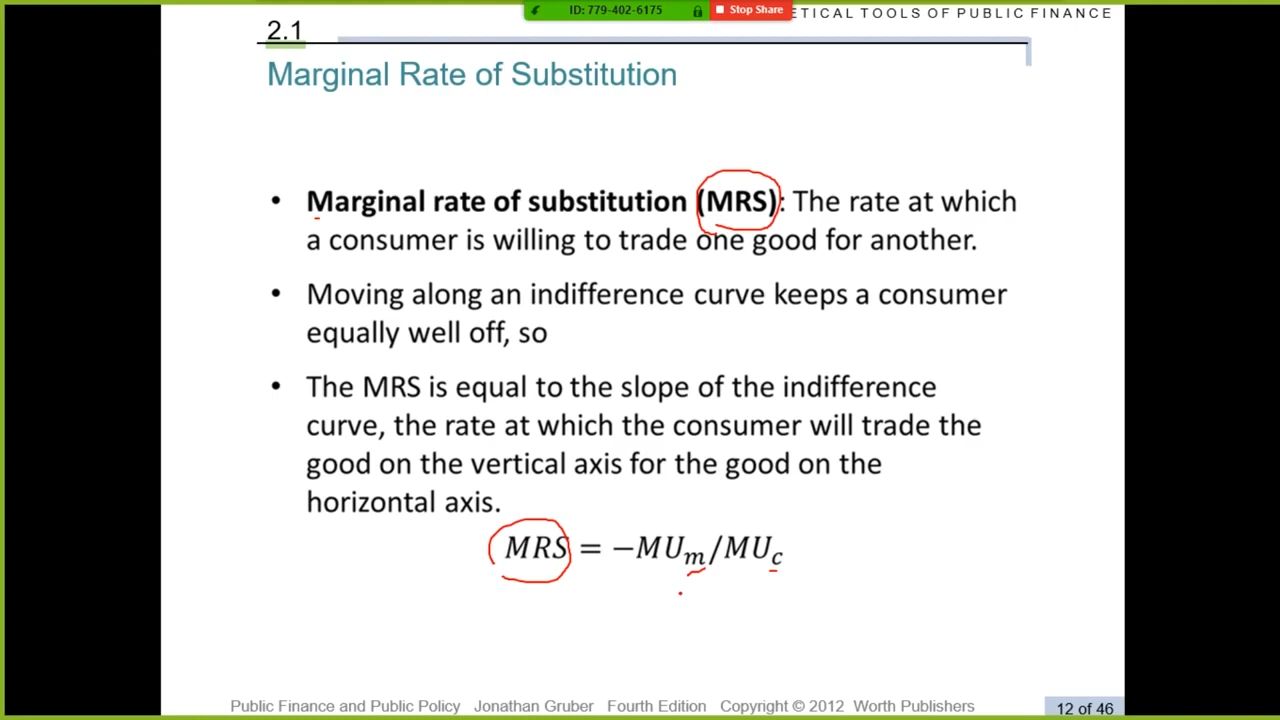 ID: 779-402-6175 Stop Share ETICAL TOOLS OF PUBLIC FINANCE
2.1
Marginal Rate of Substitution
• Marginal rate of substitution (MRS): The rate at which
a consumer is willing to trade one good for another.
• Moving along an indifference curve keeps a consumer
equally well off, so
• The MRS is equal to the slope of the indifference
curve, the rate at which the consumer will trade the
good on the vertical axis for the good on the
horizontal axis.
MRS = −MUₘ/MU_c
Public Finance and Public Policy Jonathan Gruber Fourth Edition Copyright © 2012 Worth Publishers
12 of 46